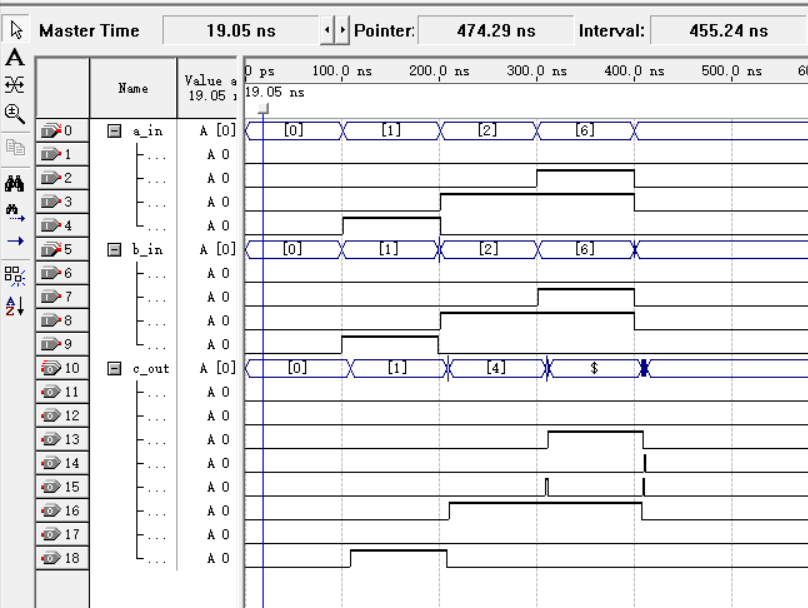 Master Time 19.05 ns Pointer: 474.29 ns Interval: 455.24 ns
Name Value a 19.05
0 ps 100.0 ns 200.0 ns 300.0 ns 400.0 ns 500.0 ns 60
19.05 ns
0 a_in A [0] [0] [1] [2] [6]
1 ... A 0
2 ... A 0
3 ... A 0
4 ... A 0
5 b_in A [0] [0] [1] [2] [6]
6 ... A 0
7 ... A 0
8 ... A 0
9 ... A 0
10 c_out A [0] [0] [1] [4] $
11 ... A 0
12 ... A 0
13 ... A 0
14 ... A 0
15 ... A 0
16 ... A 0
17 ... A 0
18 ... A 0